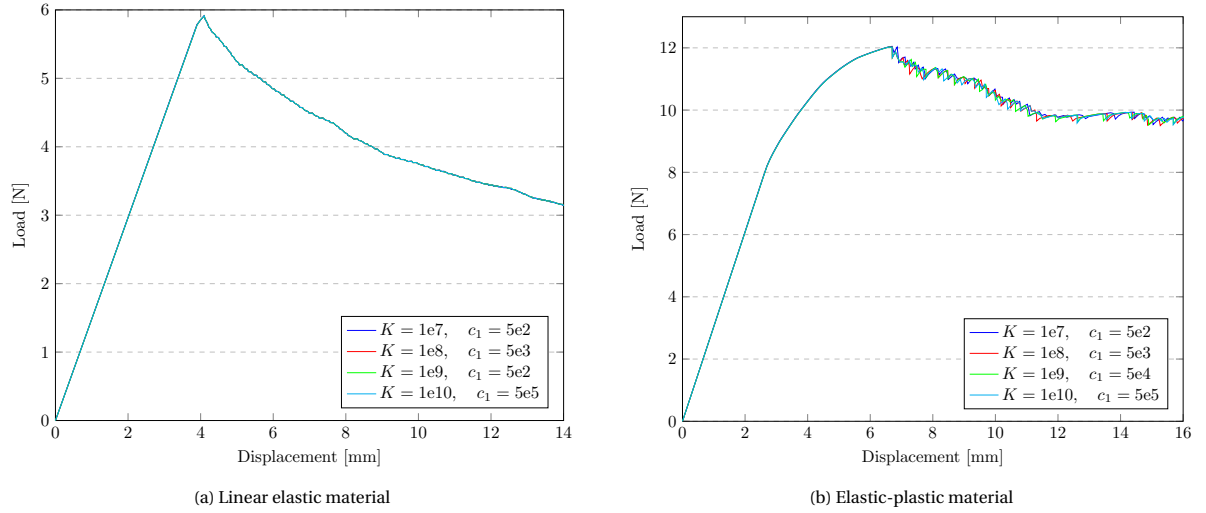 6
5
4
3
2
1
0
Load [N]
K = 1e7, c₁ = 5e2
K = 1e8, c₁ = 5e3
K = 1e9, c₁ = 5e2
K = 1e10, c₁ = 5e5
0 2 4 6 8 10 12 14
Displacement [mm]
(a) Linear elastic material
12
10
8
6
4
2
0
Load [N]
K = 1e7, c₁ = 5e2
K = 1e8, c₁ = 5e3
K = 1e9, c₁ = 5e4
K = 1e10, c₁ = 5e5
0 2 4 6 8 10 12 14 16
Displacement [mm]
(b) Elastic-plastic material